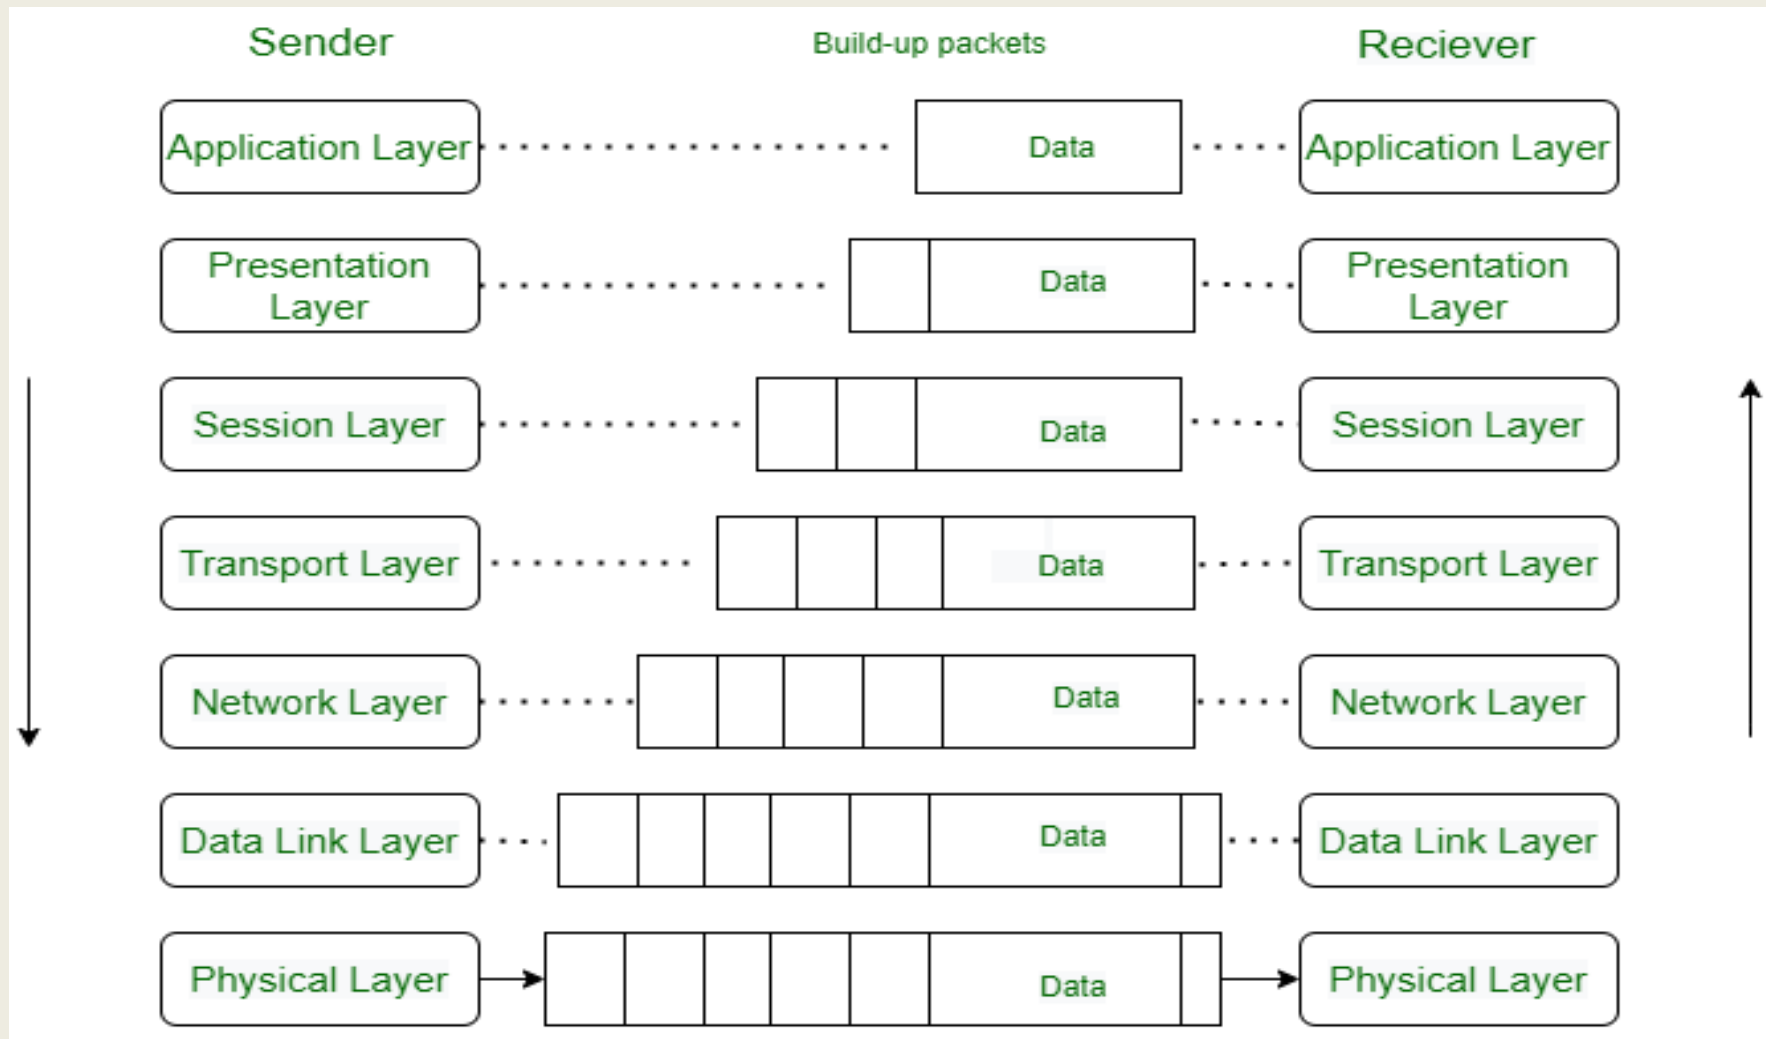 Sender
Build-up packets
Reciever
Application Layer
Data
Application Layer
Presentation
Layer
Data
Presentation
Layer
Session Layer
Data
Session Layer
Transport Layer
Data
Transport Layer
Network Layer
Data
Network Layer
Data Link Layer
Data
Data Link Layer
Physical Layer
Data
Physical Layer